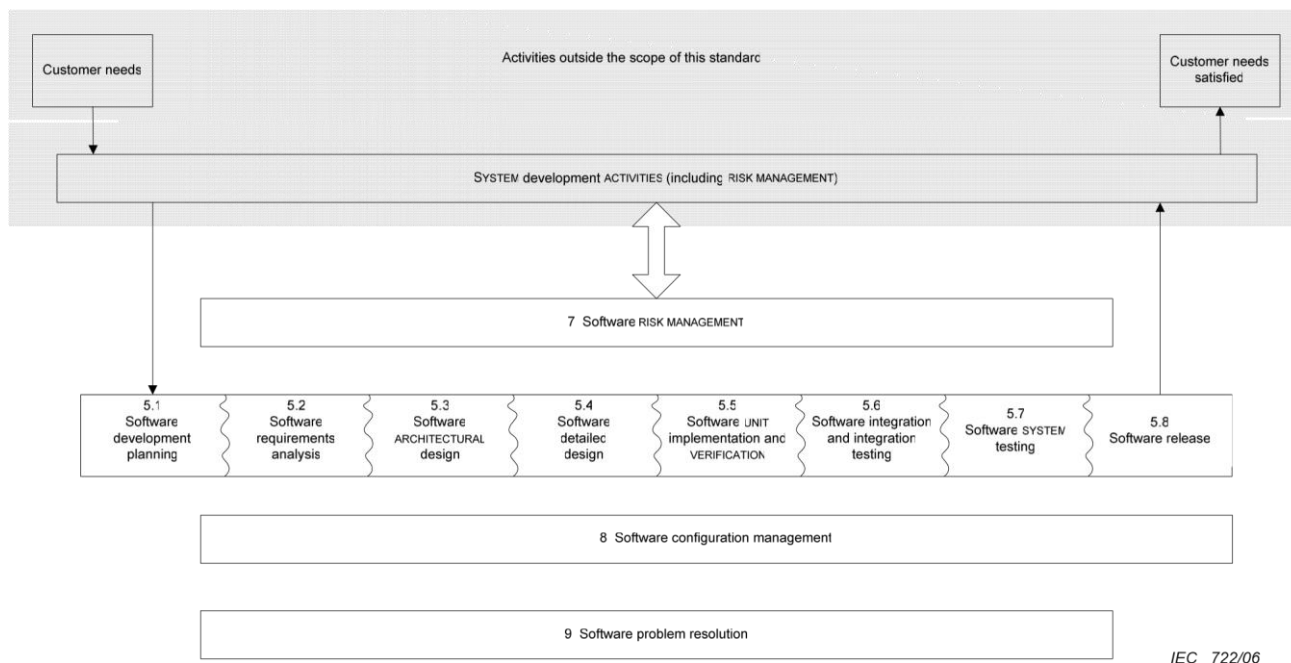 Customer needs
Activities outside the scope of this standard
Customer needs
satisfied
SYSTEM development ACTIVITIES (including RISK MANAGEMENT)
7 Software RISK MANAGEMENT
5.1
Software
development
planning
5.2
Software
requirements
analysis
5.3
Software
ARCHITECTURAL
design
5.4
Software
detailed
design
5.5
Software UNIT
implementation and
VERIFICATION
5.6
Software integration
and integration
testing
5.7
Software SYSTEM
testing
5.8
Software release
8 Software configuration management
9 Software problem resolution
IEC 722/06